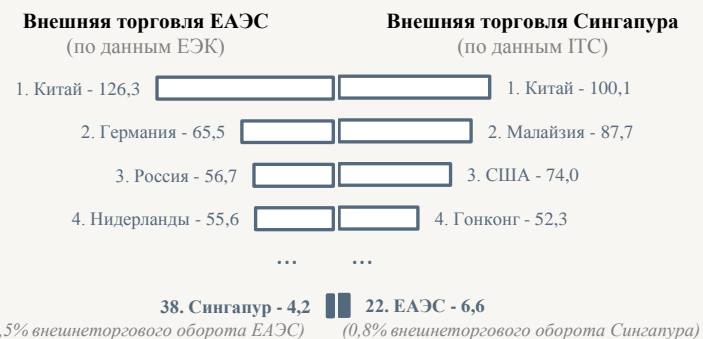 Внешняя торговля ЕАЭС
(по данным ЕЭК)
1. Китай - 126,3
2. Германия - 65,5
3. Россия - 56,7
4. Нидерланды - 55,6
…
38. Сингапур - 4,2
,5% внешнеторгового оборота ЕАЭС)
Внешняя торговля Сингапура
(по данным ITC)
1. Китай - 100,1
2. Малайзия - 87,7
3. США - 74,0
4. Гонконг - 52,3
…
22. ЕАЭС - 6,6
(0,8% внешнеторгового оборота Сингапура)